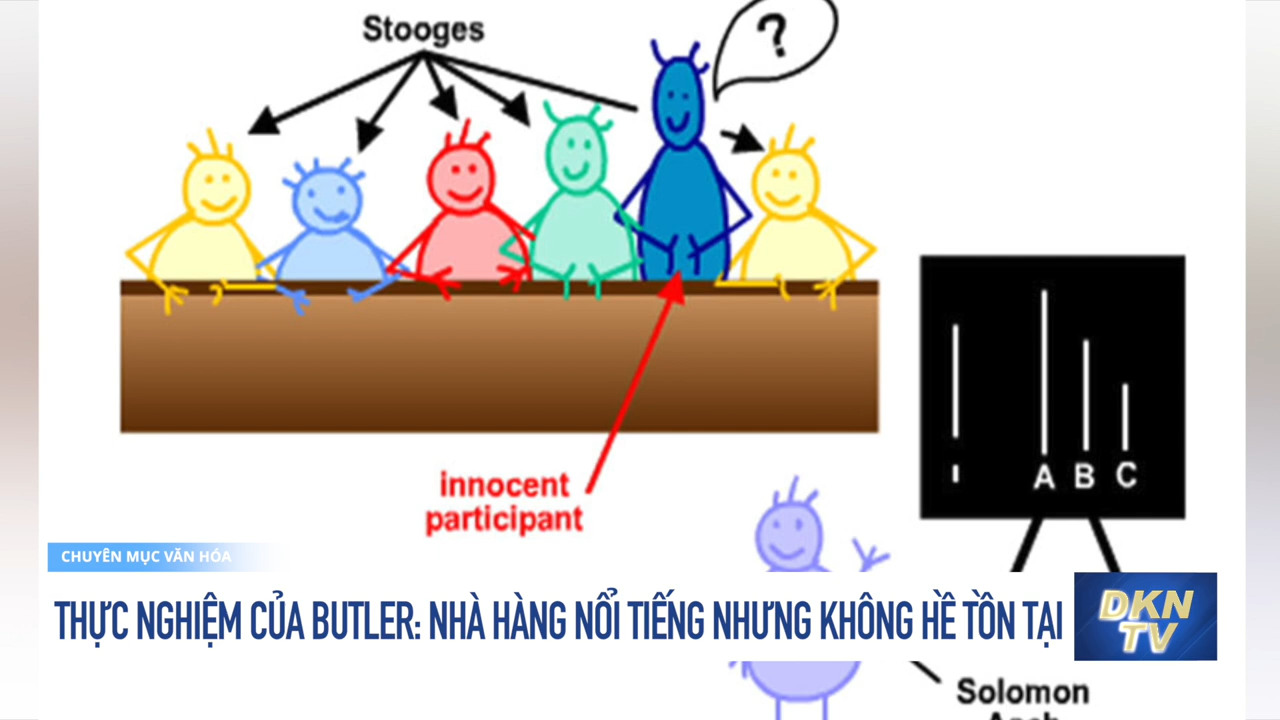 Stooges
?
innocent
participant
I
A B C
CHUYÊN MỤC VĂN HÓA
THỰC NGHIỆM CỦA BUTLER: NHÀ HÀNG NỔI TIẾNG NHƯNG KHÔNG HỀ TỒN TẠI
DKN
TV
Solomon